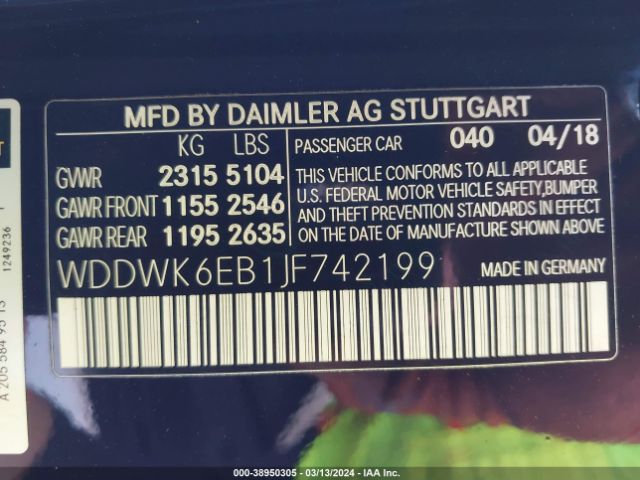 MFD BY DAIMLER AG STUTTGART
KG LBS
GVWR 2315 5104
GAWR FRONT 1155 2546
GAWR REAR 1195 2635
PASSENGER CAR 040 04/18
THIS VEHICLE CONFORMS TO ALL APPLICABLE
U.S. FEDERAL MOTOR VEHICLE SAFETY,BUMPER
AND THEFT PREVENTION STANDARDS IN EFFECT
ON DATE OF MANUFACTURE SHOWN ABOVE
WDDWK6EB1JF742199
MADE IN GERMANY
1249236
A 205 584 95 13
000-38950305 - 03/13/2024 - IAA Inc.